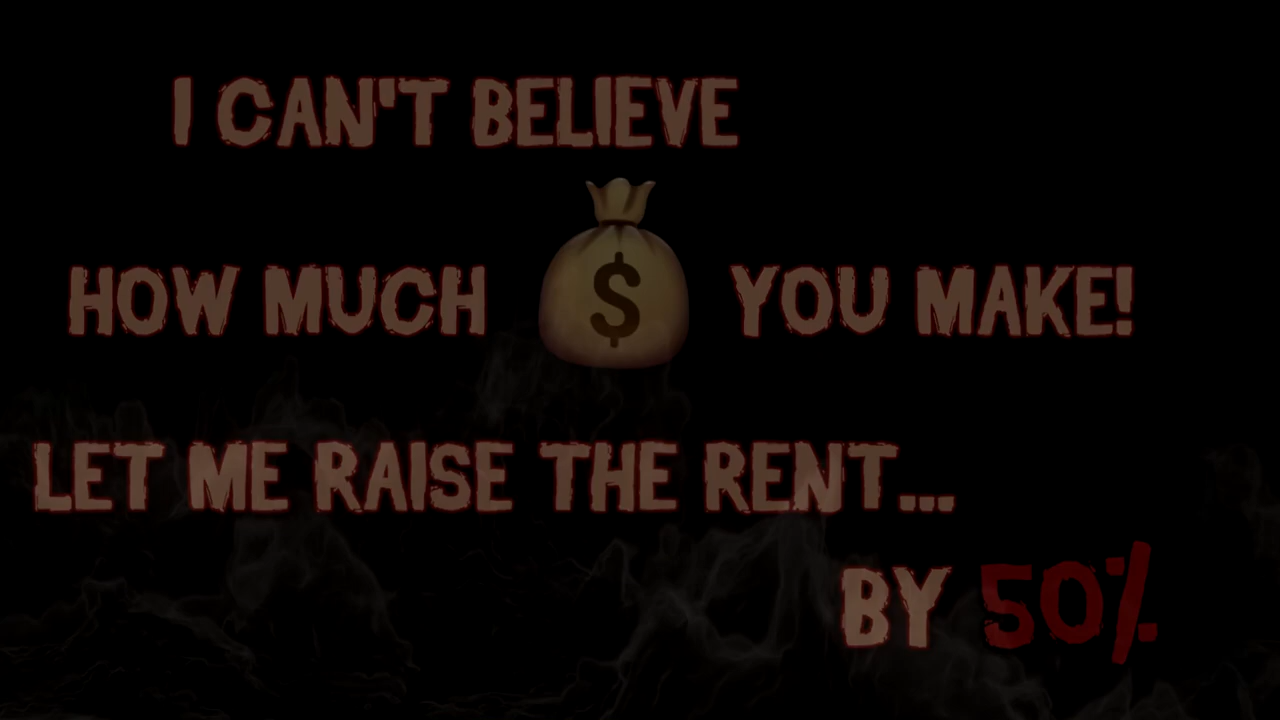 I CAN'T BELIEVE
HOW MUCH $ YOU MAKE!
LET ME RAISE THE RENT...
BY 50%